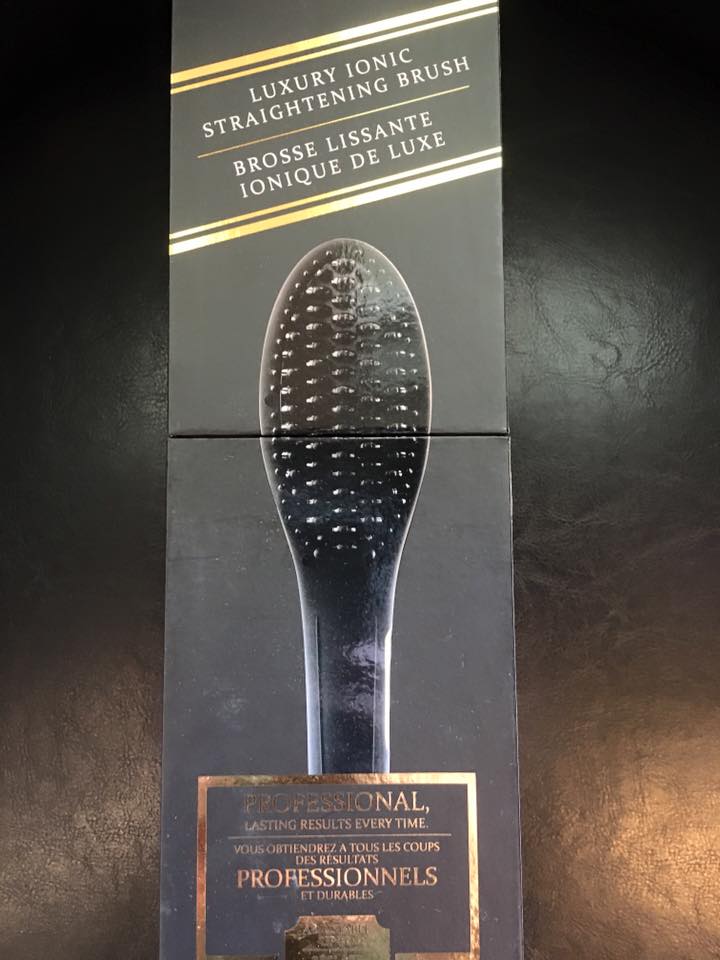 LUXURY IONIC
STRAIGHTENING BRUSH
BROSSE LISSANTE
IONIQUE DE LUXE
PROFESSIONAL,
LASTING RESULTS EVERY TIME.
VOUS OBTIENDREZ A TOUS LES COUPS
DES RÉSULTATS
PROFESSIONNELS
ET DURABLES